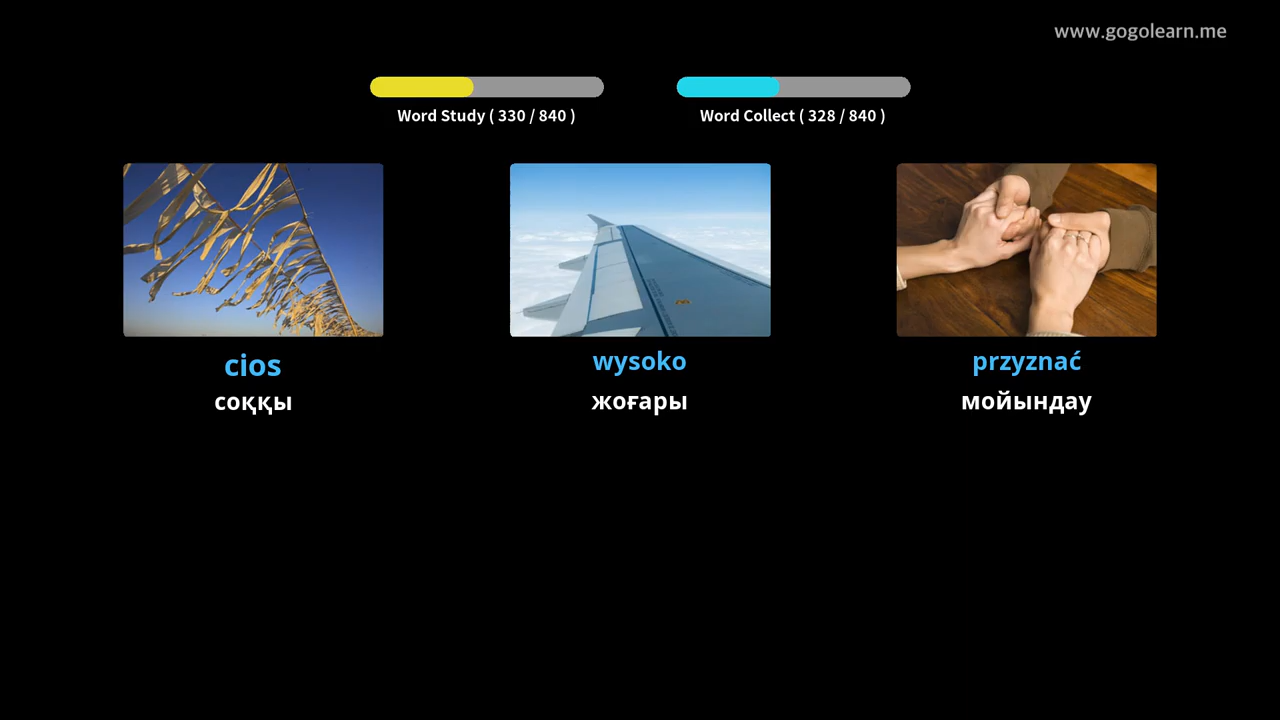 www.gogolearn.me
Word Study ( 330 / 840 )
Word Collect ( 328 / 840 )
cios
соққы
wysoko
жоғары
przyznać
мойындау